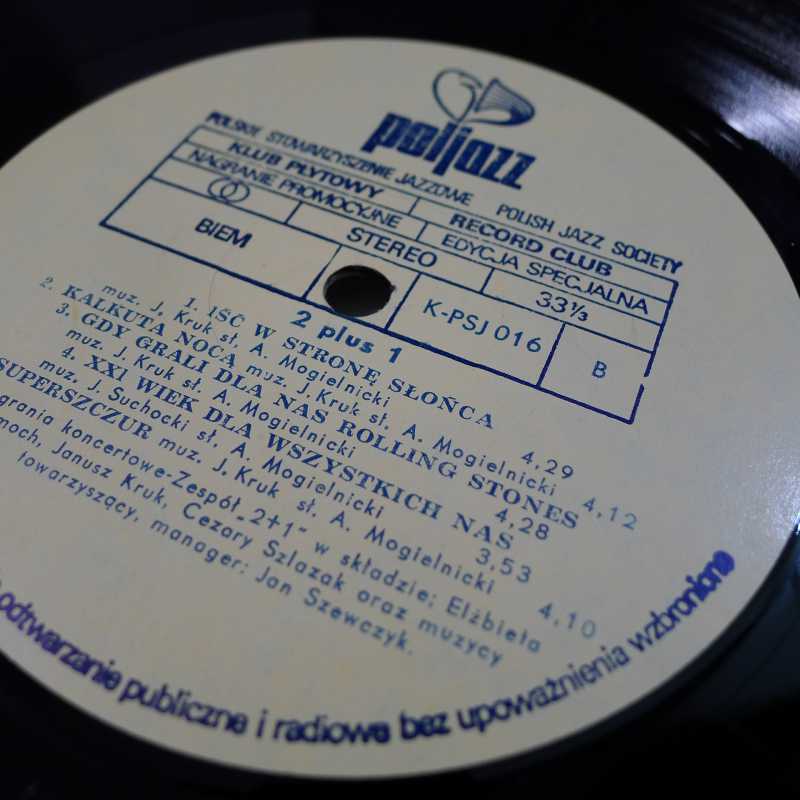 poljazz
POLSKIE STOWARZYSZENIE JAZZOWE POLISH JAZZ SOCIETY
KLUB PŁYTOWY RECORD CLUB
NAGRANIE PROMOCYJNE EDYCJA SPECJALNA
STEREO 33⅓
BIEM K-PSJ 016 B
2 plus 1
1. IŚĆ W STRONĘ SŁOŃCA
muz. J. Kruk sł. A. Mogielnicki 4,29
2. KALKUTA NOCĄ muz. J. Kruk sł. A. Mogielnicki 4,12
3. GDY GRALI DLA NAS ROLLING STONES
muz. J. Kruk sł. A. Mogielnicki 4,28
4. XXI WIEK DLA WSZYSTKICH NAS
muz. J. Suchocki sł. A. Mogielnicki 3,53
SUPERSZCZUR muz. J. Kruk sł. A. Mogielnicki 4,10
grania koncertowe-Zespół „2+1" w składzie: Elżbieta
moch, Janusz Kruk, Cezary Szlazak oraz muzycy
towarzyszący, manager: Jan Szewczyk.
odtwarzanie publiczne i radiowe bez upoważnienia wzbronione